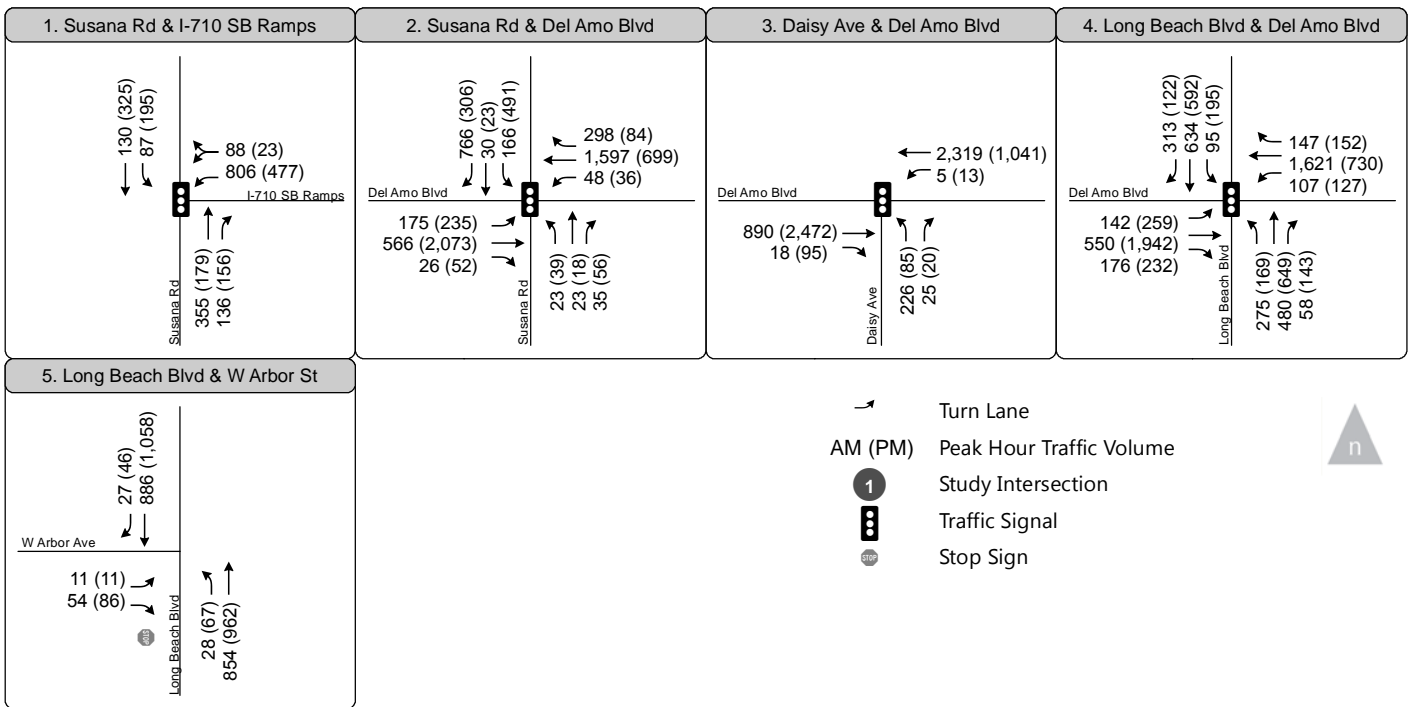 1. Susana Rd & I-710 SB Ramps
130 (325)
87 (195)
88 (23)
806 (477)
I-710 SB Ramps
Susana Rd
355 (179)
136 (156)
2. Susana Rd & Del Amo Blvd
766 (306)
30 (23)
166 (491)
298 (84)
1,597 (699)
48 (36)
Del Amo Blvd
175 (235)
566 (2,073)
26 (52)
Susana Rd
23 (39)
23 (18)
35 (56)
3. Daisy Ave & Del Amo Blvd
2,319 (1,041)
5 (13)
Del Amo Blvd
890 (2,472)
18 (95)
Daisy Ave
226 (85)
25 (20)
4. Long Beach Blvd & Del Amo Blvd
313 (122)
634 (592)
95 (195)
147 (152)
1,621 (730)
107 (127)
Del Amo Blvd
142 (259)
550 (1,942)
176 (232)
Long Beach Blvd
275 (169)
480 (649)
58 (143)
5. Long Beach Blvd & W Arbor St
27 (46)
886 (1,058)
W Arbor Ave
11 (11)
54 (86)
STOP
Long Beach Blvd
28 (67)
854 (962)
Turn Lane
AM (PM) Peak Hour Traffic Volume
1 Study Intersection
Traffic Signal
STOP Stop Sign
n